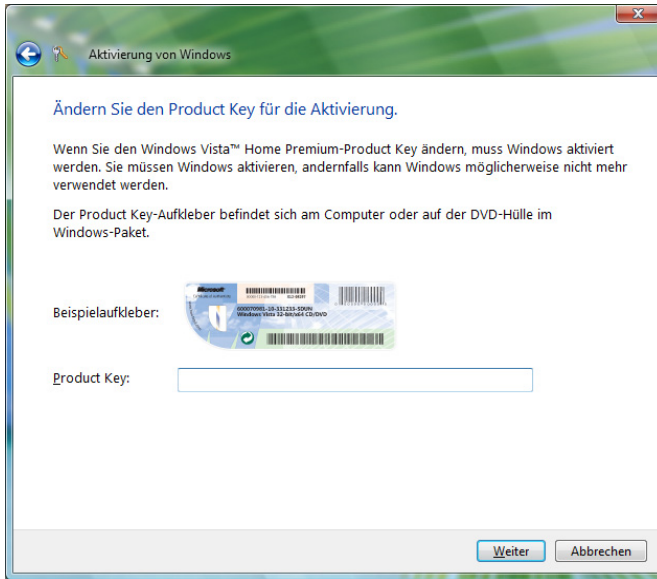 Aktivierung von Windows
Ändern Sie den Product Key für die Aktivierung.
Wenn Sie den Windows Vista™ Home Premium-Product Key ändern, muss Windows aktiviert
werden. Sie müssen Windows aktivieren, andernfalls kann Windows möglicherweise nicht mehr
verwendet werden.
Der Product Key-Aufkleber befindet sich am Computer oder auf der DVD-Hülle im
Windows-Paket.
Microsoft
Beispielaufkleber:
Windows Vista 32-bit/x64 CD/DVD
Product Key:
Weiter
Abbrechen